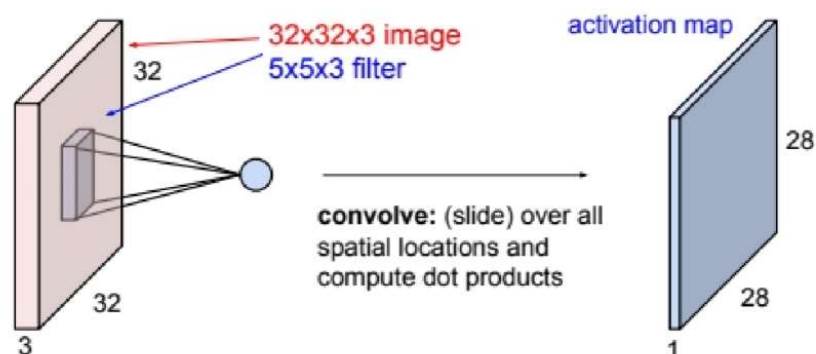 32x32x3 image
5x5x3 filter
32
32
3
convolve: (slide) over all
spatial locations and
compute dot products
activation map
28
28
1